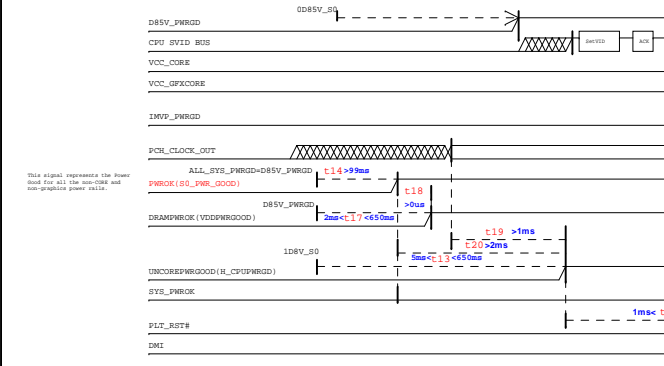 0D85V_S0
D85V_PWRGD
CPU SVID BUS
SetVID
ACK
VCC_CORE
VCC_GFXCORE
IMVP_PWRGD
PCH_CLOCK_OUT
This signal represents the Power
Good for all the non-CORE and
non-graphics power rails.
ALL_SYS_PWRGD=D85V_PWRGD
t14>99ms
PWROK(S0_PWR_GOOD)
t18
>0us
D85V_PWRGD
2ms<t17<650ms
DRAMPWROK(VDDPWRGOOD)
t19 >1ms
t20>2ms
1D8V_S0
5ms<t13<650ms
UNCOREPWRGOOD(H_CPUPWRGD)
SYS_PWROK
1ms< t
PLT_RST#
DMI